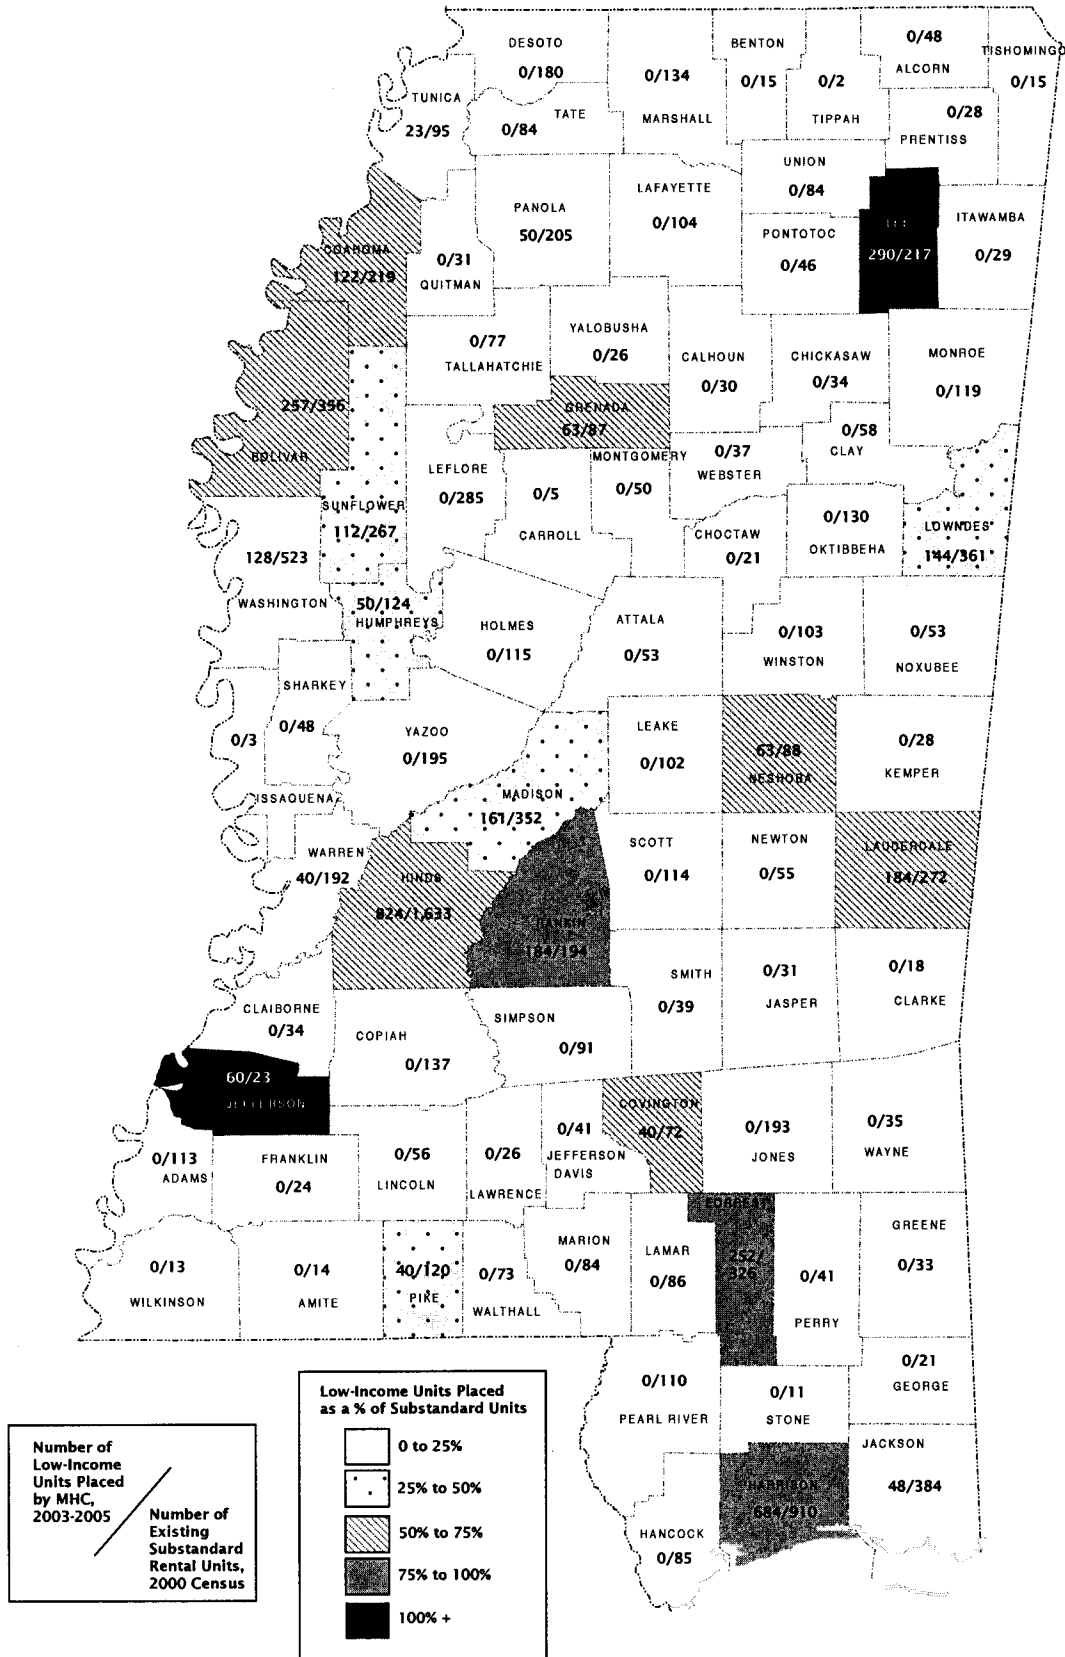 DESOTO
0/180
0/134
MARSHALL
BENTON
0/15
0/2
TIPPAH
0/48
ALCORN
TISHOMINGO
0/15
TUNICA
23/95
TATE
0/84
0/28
PRENTISS
UNION
0/84
PANOLA
50/205
LAFAYETTE
0/104
PONTOTOC
0/46
LEE
290/217
ITAWAMBA
0/29
COAHOMA
122/219
0/31
QUITMAN
0/77
TALLAHATCHIE
YALOBUSHA
0/26
CALHOUN
0/30
CHICKASAW
0/34
MONROE
0/119
257/356
BOLIVAR
GRENADA
63/87
MONTGOMERY
0/50
0/37
WEBSTER
0/58
CLAY
LEFLORE
0/285
0/5
CARROLL
SUNFLOWER
112/267
CHOCTAW
0/21
0/130
OKTIBBEHA
LOWNDES
144/361
128/523
WASHINGTON
50/124
HUMPHREYS
HOLMES
0/115
ATTALA
0/53
0/103
WINSTON
0/53
NOXUBEE
SHARKEY
0/48
0/3
ISSAQUENA
YAZOO
0/195
LEAKE
0/102
63/88
NESHOBA
0/28
KEMPER
MADISON
161/352
WARREN
40/192
HINDS
824/1,633
RANKIN
184/194
SCOTT
0/114
NEWTON
0/55
LAUDERDALE
184/272
CLAIBORNE
0/34
COPIAH
0/137
SIMPSON
0/91
SMITH
0/39
0/31
JASPER
0/18
CLARKE
60/23
JEFFERSON
COVINGTON
40/72
0/193
JONES
0/35
WAYNE
0/113
ADAMS
FRANKLIN
0/24
0/56
LINCOLN
0/26
LAWRENCE
0/41
JEFFERSON
DAVIS
FORREST
252/
326
0/13
WILKINSON
0/14
AMITE
40/120
PIKE
0/73
WALTHALL
MARION
0/84
LAMAR
0/86
0/41
PERRY
GREENE
0/33
0/110
PEARL RIVER
0/11
STONE
0/21
GEORGE
HANCOCK
0/85
HARRISON
684/910
JACKSON
48/384
Number of
Low-Income
Units Placed
by MHC,
2003-2005
Number of
Existing
Substandard
Rental Units,
2000 Census
Low-Income Units Placed
as a % of Substandard Units
0 to 25%
25% to 50%
50% to 75%
75% to 100%
100% +